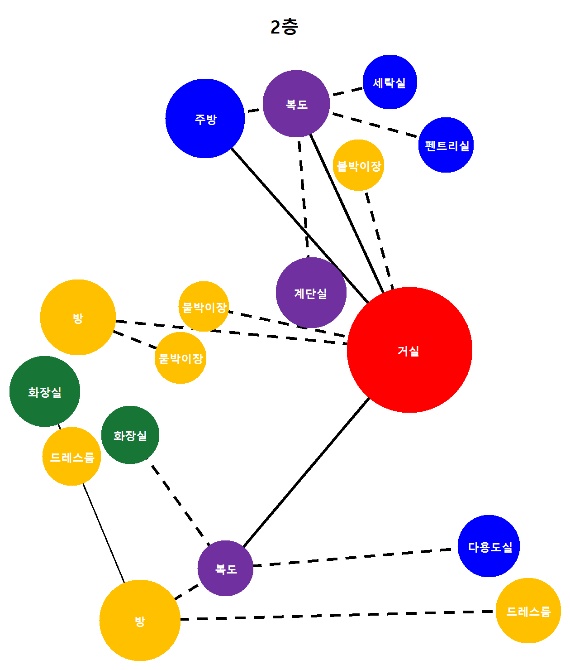 2층
세탁실
복도
주방
펜트리실
붙박이장
계단실
붙박이장
방
거실
붙박이장
화장실
화장실
드레스룸
다용도실
복도
드레스룸
방